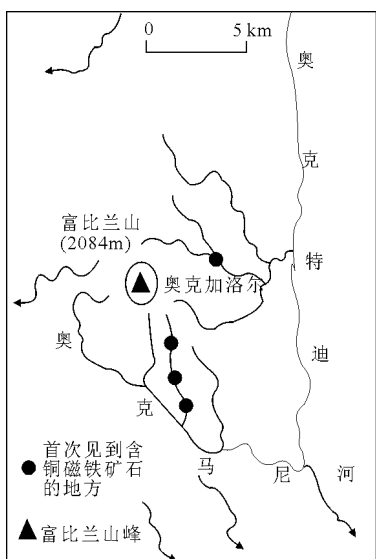 0 5 km
奥克特迪
富比兰山
(2084m)
奥克加洛尔
奥克马尼河
首次见到含
铜磁铁矿石
的地方
富比兰山峰